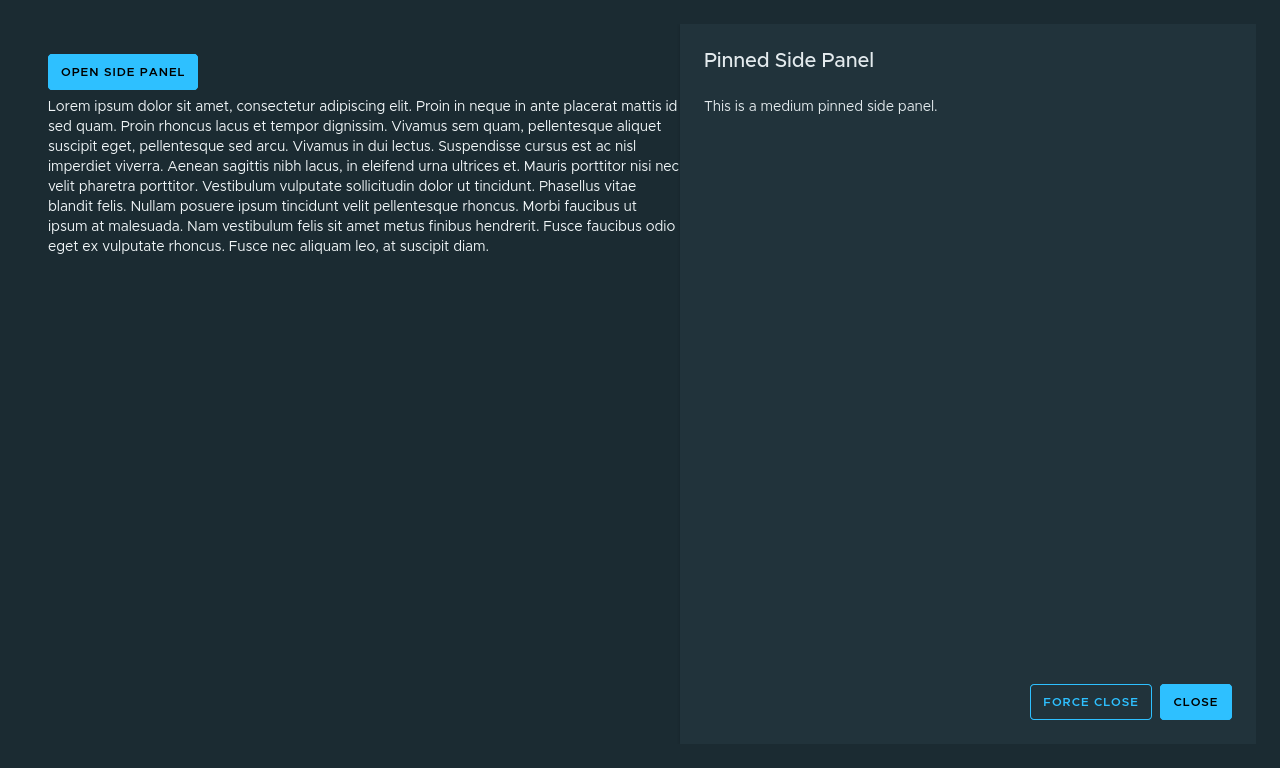 OPEN SIDE PANEL
Lorem ipsum dolor sit amet, consectetur adipiscing elit. Proin in neque in ante placerat mattis id
sed quam. Proin rhoncus lacus et tempor dignissim. Vivamus sem quam, pellentesque aliquet
suscipit eget, pellentesque sed arcu. Vivamus in dui lectus. Suspendisse cursus est ac nisl
imperdiet viverra. Aenean sagittis nibh lacus, in eleifend urna ultrices et. Mauris porttitor nisi nec
velit pharetra porttitor. Vestibulum vulputate sollicitudin dolor ut tincidunt. Phasellus vitae
blandit felis. Nullam posuere ipsum tincidunt velit pellentesque rhoncus. Morbi faucibus ut
ipsum at malesuada. Nam vestibulum felis sit amet metus finibus hendrerit. Fusce faucibus odio
eget ex vulputate rhoncus. Fusce nec aliquam leo, at suscipit diam.
Pinned Side Panel
This is a medium pinned side panel.
FORCE CLOSE
CLOSE